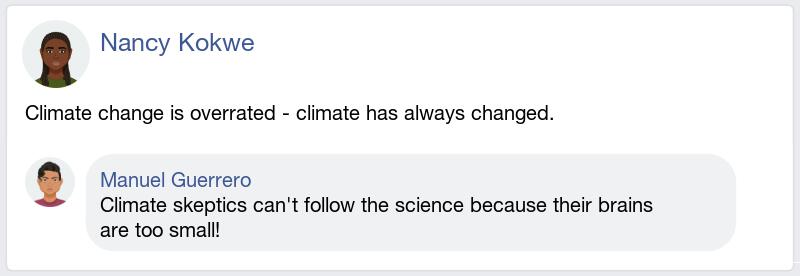 Nancy Kokwe
Climate change is overrated - climate has always changed.
Manuel Guerrero
Climate skeptics can't follow the science because their brains
are too small!